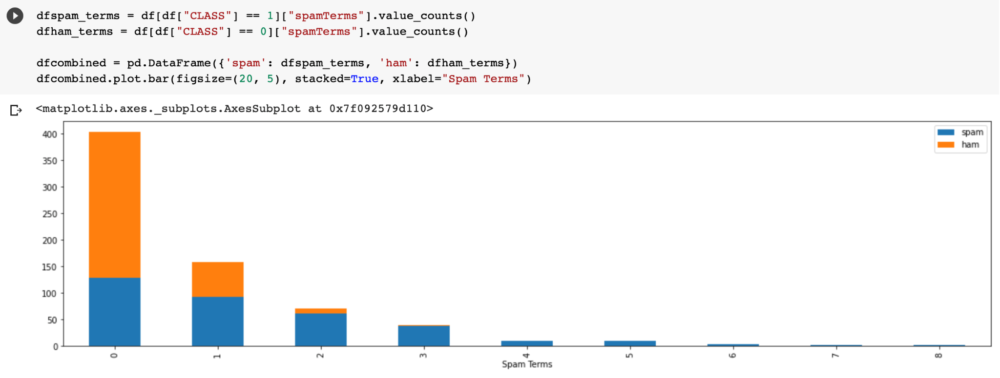 dfspam_terms = df[df["CLASS"] == 1]["spamTerms"].value_counts()
dfham_terms = df[df["CLASS"] == 0]["spamTerms"].value_counts()
dfcombined = pd.DataFrame({'spam': dfspam_terms, 'ham': dfham_terms})
dfcombined.plot.bar(figsize=(20, 5), stacked=True, xlabel="Spam Terms")
<matplotlib.axes._subplots.AxesSubplot at 0x7f092579d110>
spam
ham
400
350
300
250
200
150
100
50
0
0 1 2 3 4 5 6 7 8
Spam Terms